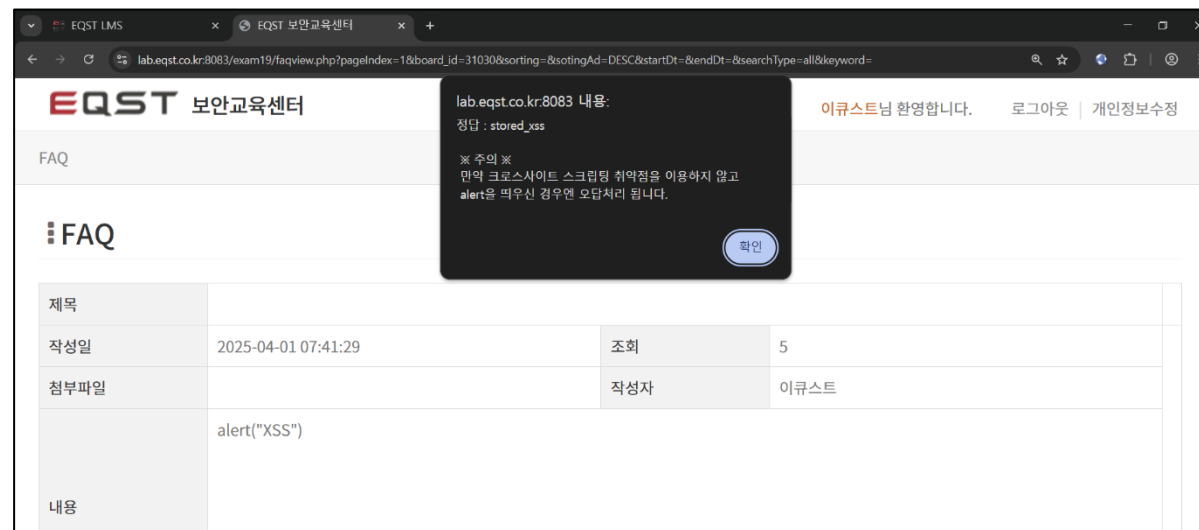 EQST LMS
EQST 보안교육센터
lab.eqst.co.kr:8083/exam19/faqview.php?pageIndex=1&board_id=31030&sorting=&sotingAd=DESC&startDt=&endDt=&searchType=all&keyword=
EQST 보안교육센터
이큐스트님 환영합니다. 로그아웃 | 개인정보수정
lab.eqst.co.kr:8083 내용:
정답 : stored_xss
※ 주의 ※
만약 크로스사이트 스크립팅 취약점을 이용하지 않고
alert을 띄우신 경우엔 오답처리 됩니다.
확인
FAQ
FAQ
제목
작성일 2025-04-01 07:41:29 조회 5
첨부파일 작성자 이큐스트
alert("XSS")
내용